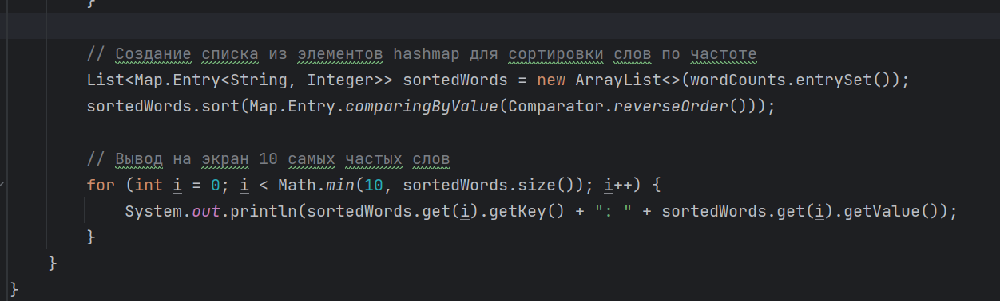 }
// Создание списка из элементов hashmap для сортировки слов по частоте
List<Map.Entry<String, Integer>> sortedWords = new ArrayList<>(wordCounts.entrySet());
sortedWords.sort(Map.Entry.comparingByValue(Comparator.reverseOrder()));
// Вывод на экран 10 самых частых слов
for (int i = 0; i < Math.min(10, sortedWords.size()); i++) {
System.out.println(sortedWords.get(i).getKey() + ": " + sortedWords.get(i).getValue());
}
}
}